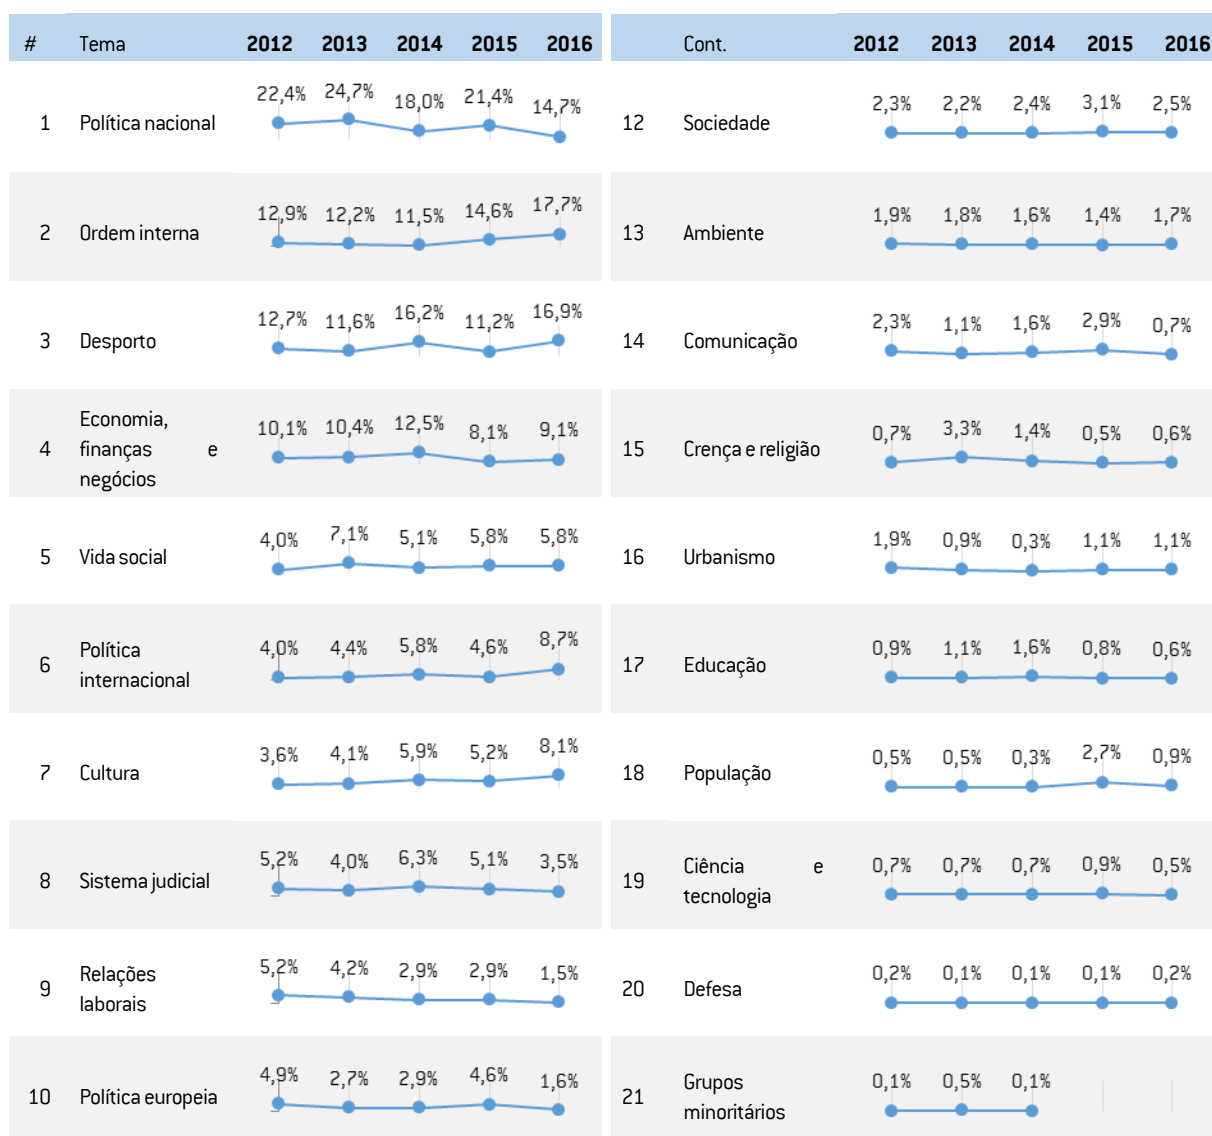 # Tema 2012 2013 2014 2015 2016
1 Política nacional 22,4% 24,7% 18,0% 21,4% 14,7%
2 Ordem interna 12,9% 12,2% 11,5% 14,6% 17,7%
3 Desporto 12,7% 11,6% 16,2% 11,2% 16,9%
4 Economia,
finanças e
negócios 10,1% 10,4% 12,5% 8,1% 9,1%
5 Vida social 4,0% 7,1% 5,1% 5,8% 5,8%
6 Política
internacional 4,0% 4,4% 5,8% 4,6% 8,7%
7 Cultura 3,6% 4,1% 5,9% 5,2% 8,1%
8 Sistema judicial 5,2% 4,0% 6,3% 5,1% 3,5%
9 Relações
laborais 5,2% 4,2% 2,9% 2,9% 1,5%
10 Política europeia 4,9% 2,7% 2,9% 4,6% 1,6%
Cont. 2012 2013 2014 2015 2016
12 Sociedade 2,3% 2,2% 2,4% 3,1% 2,5%
13 Ambiente 1,9% 1,8% 1,6% 1,4% 1,7%
14 Comunicação 2,3% 1,1% 1,6% 2,9% 0,7%
15 Crença e religião 0,7% 3,3% 1,4% 0,5% 0,6%
16 Urbanismo 1,9% 0,9% 0,3% 1,1% 1,1%
17 Educação 0,9% 1,1% 1,6% 0,8% 0,6%
18 População 0,5% 0,5% 0,3% 2,7% 0,9%
19 Ciência e
tecnologia 0,7% 0,7% 0,7% 0,9% 0,5%
20 Defesa 0,2% 0,1% 0,1% 0,1% 0,2%
21 Grupos
minoritários 0,1% 0,5% 0,1%